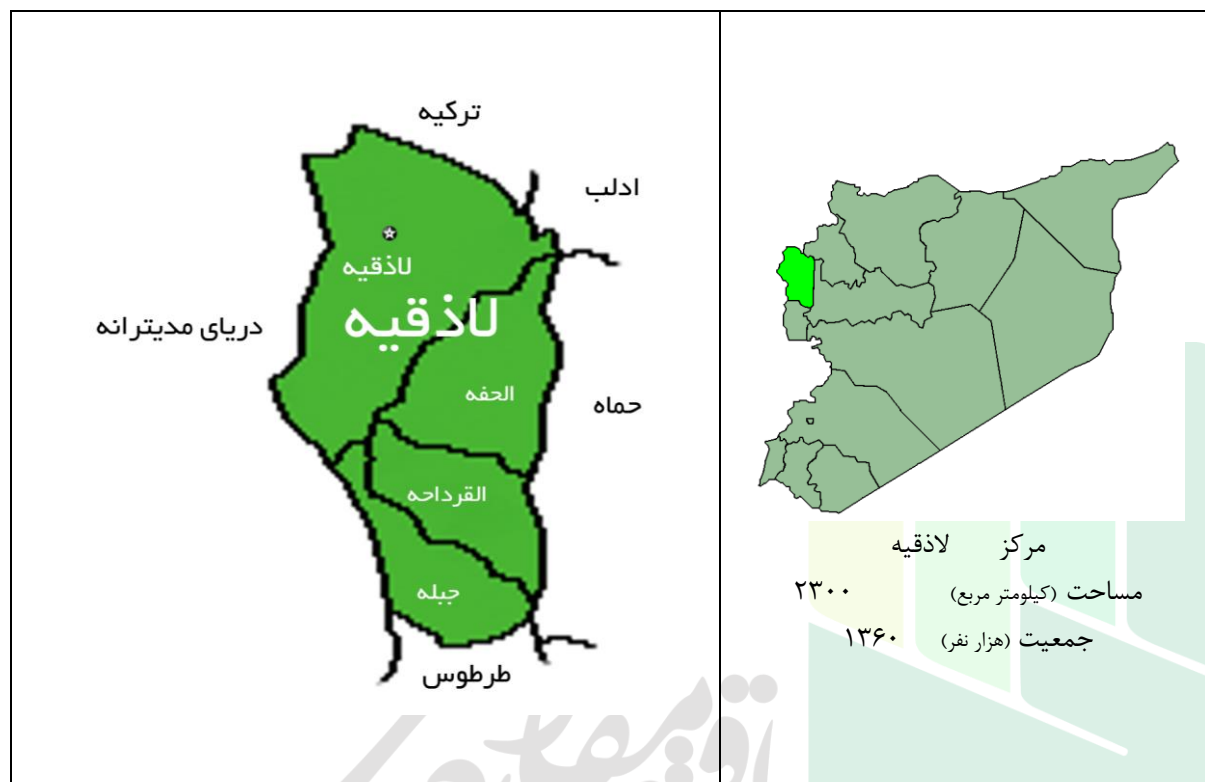 ترکیه
ادلب
لاذقیه
لاذقیه
دریای مدیترانه
الحفه
حماه
القرداحه
جبله
طرطوس
مرکز لاذقیه
مساحت (کیلومتر مربع) ۲۳۰۰
جمعیت (هزار نفر) ۱۳۶۰